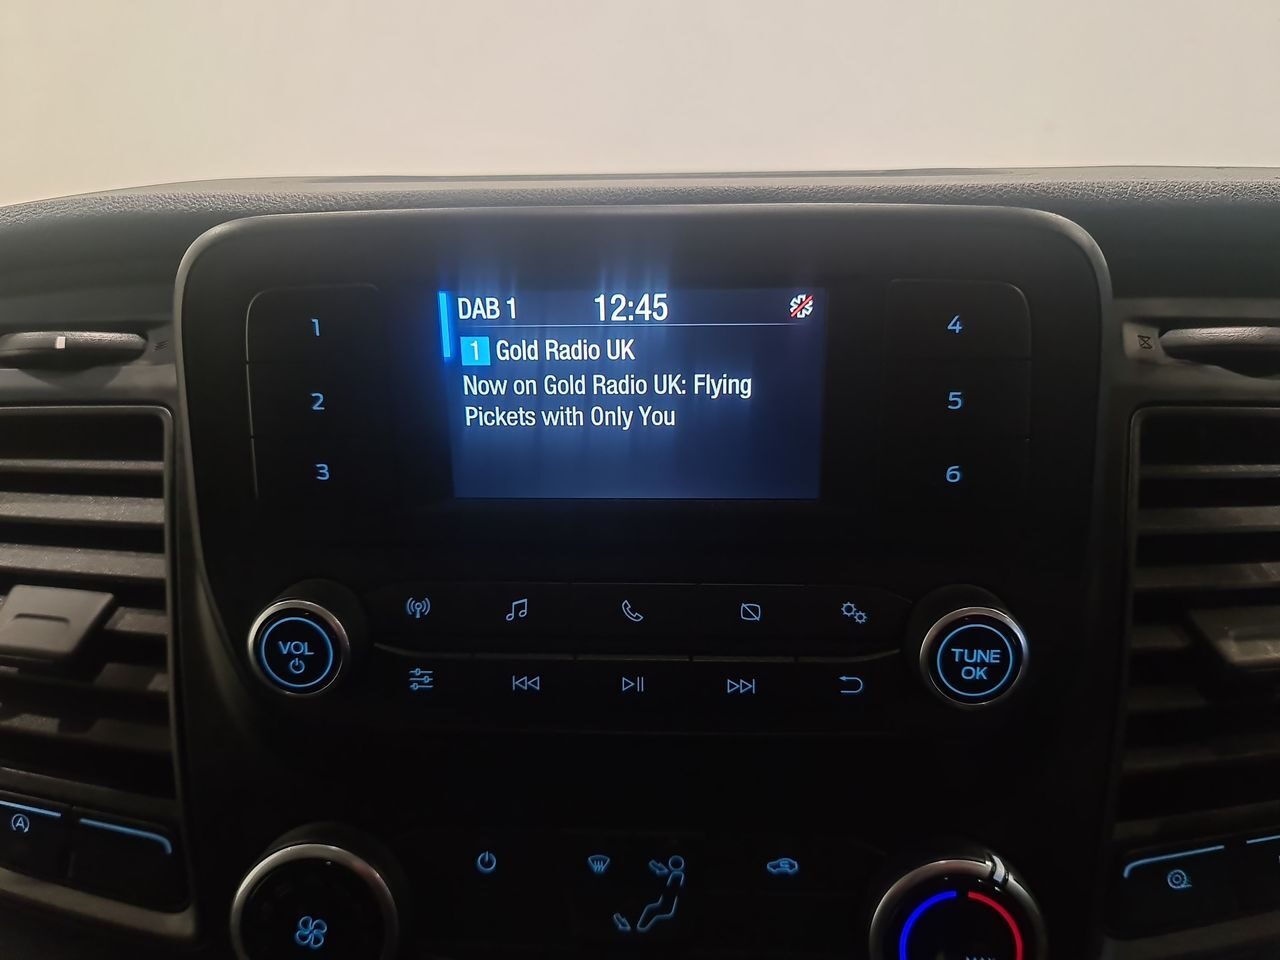 DAB 1 12:45
1 Gold Radio UK
Now on Gold Radio UK: Flying
Pickets with Only You
1
2
3
4
5
6
VOL
TUNE
OK
A